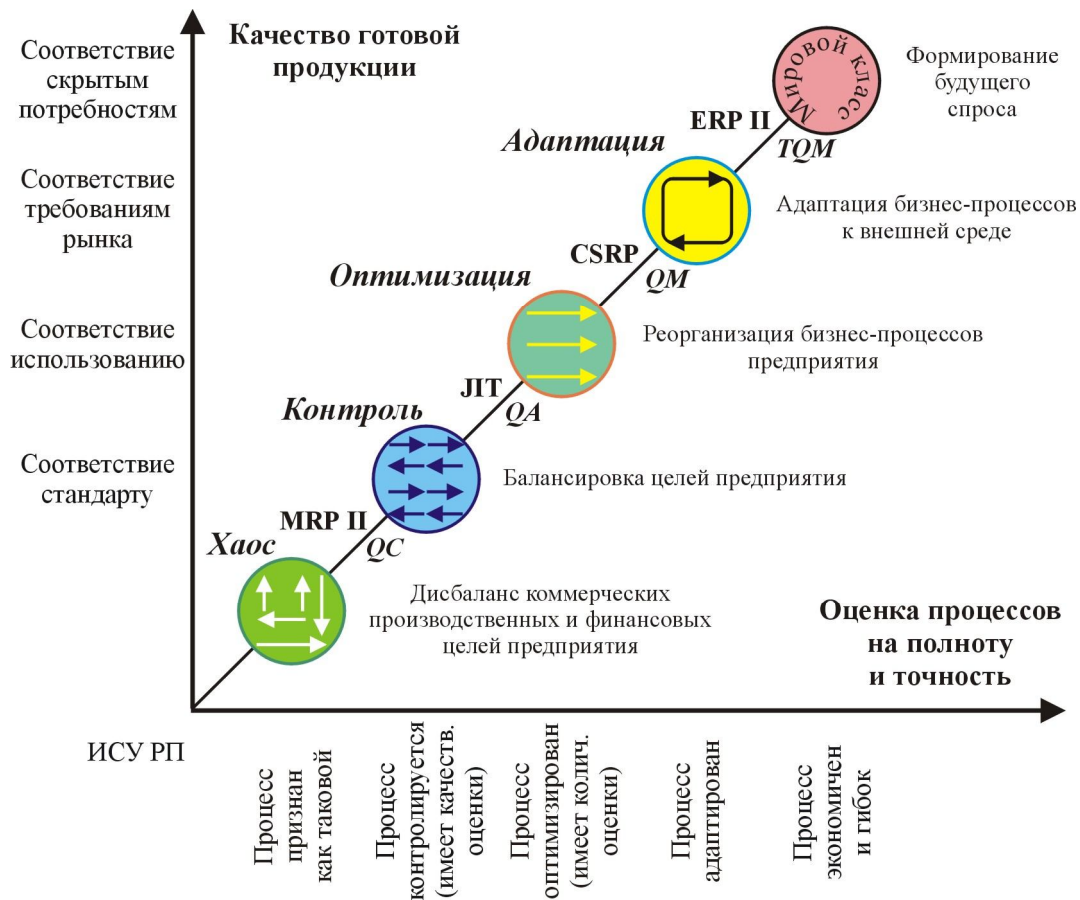 Качество готовой
продукции
Соответствие
скрытым
потребностям
Мировой класс
Формирование
будущего
спроса
ERP II
TQM
Адаптация
Соответствие
требованиям
рынка
Адаптация бизнес-процессов
к внешней среде
CSRP
QM
Оптимизация
Соответствие
использованию
Реорганизация бизнес-процессов
предприятия
JIT
QA
Контроль
Соответствие
стандарту
Балансировка целей предприятия
MRP II
QC
Хаос
Дисбаланс коммерческих
производственных и финансовых
целей предприятия
Оценка процессов
на полноту
и точность
ИСУ РП
Процесс
признан
как таковой
Процесс
контролируется
(имеет качеств.
оценки)
Процесс
оптимизирован
(имеет колич.
оценки)
Процесс
адаптирован
Процесс
экономичен
и гибок